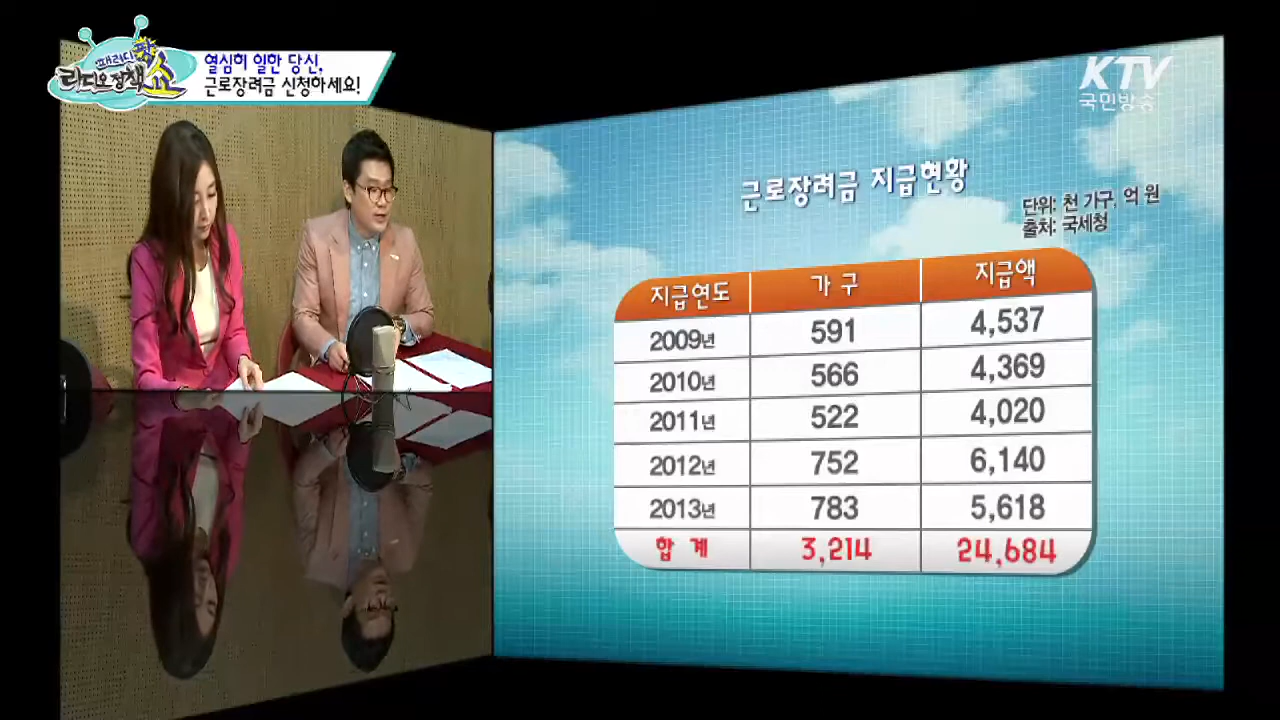 패러디
라디오 정책 쇼
열심히 일한 당신,
근로장려금 신청하세요!
KTV
국민방송
근로장려금 지급현황
단위: 천 가구, 억 원
출처: 국세청
지급연도 가 구 지급액
2009년 591 4,537
2010년 566 4,369
2011년 522 4,020
2012년 752 6,140
2013년 783 5,618
합 계 3,214 24,684